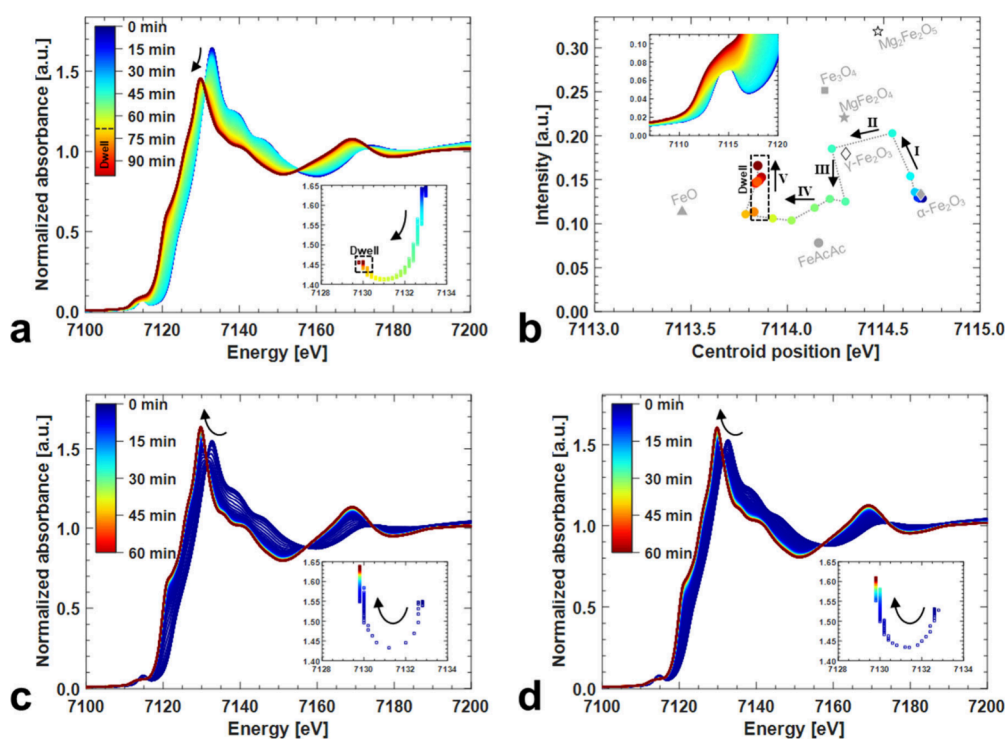 a
Normalized absorbance [a.u.]
1.5
1.0
0.5
0.0
7100 7120 7140 7160 7180 7200
Energy [eV]
0 min
15 min
30 min
45 min
60 min
75 min
90 min
Dwell
1.65
1.60
1.55
1.50
1.45
1.40
7128 7130 7132 7134
Dwell
b
Intensity [a.u.]
0.30
0.25
0.20
0.15
0.10
0.05
0.00
7113.0 7113.5 7114.0 7114.5 7115.0
Centroid position [eV]
0.10
0.08
0.06
0.04
0.02
0.00
7110 7115 7120
Mg₂Fe₂O₅
Fe₃O₄
MgFe₂O₄
II
I
γ-Fe₂O₃
III
Dwell
V
IV
FeO
α-Fe₂O₃
FeAcAc
c
Normalized absorbance [a.u.]
1.5
1.0
0.5
0.0
7100 7120 7140 7160 7180 7200
Energy [eV]
0 min
15 min
30 min
45 min
60 min
1.65
1.60
1.55
1.50
1.45
1.40
7128 7130 7132 7134
d
Normalized absorbance [a.u.]
1.5
1.0
0.5
0.0
7100 7120 7140 7160 7180 7200
Energy [eV]
0 min
15 min
30 min
45 min
60 min
1.65
1.60
1.55
1.50
1.45
1.40
7128 7130 7132 7134